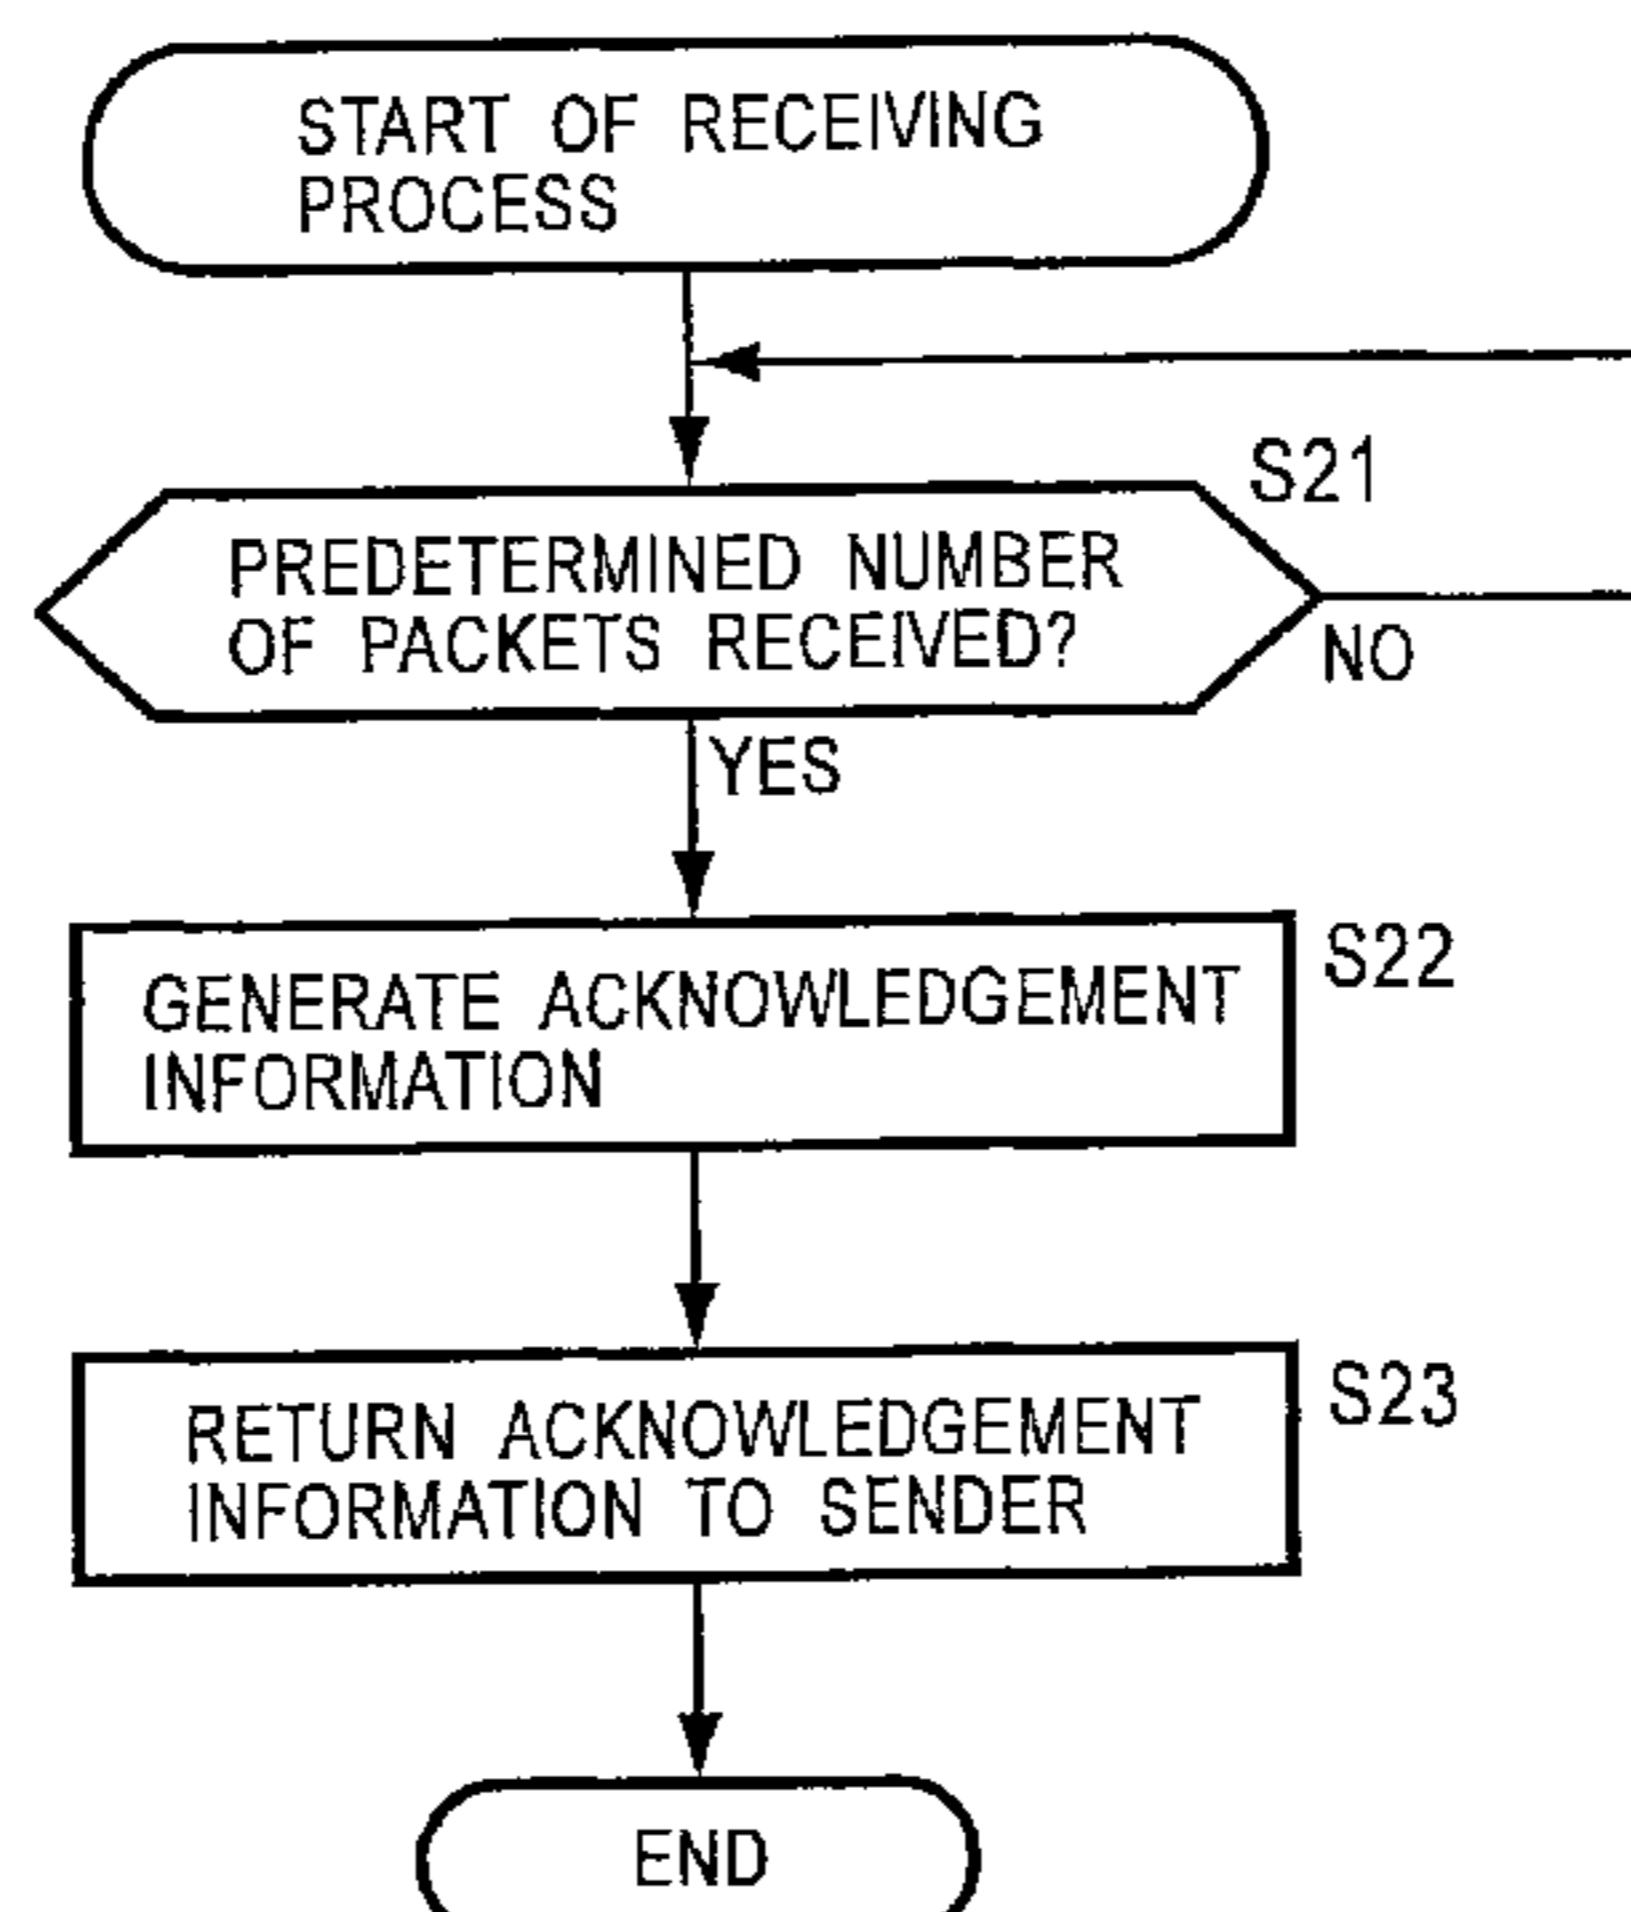 START OF RECEIVING
PROCESS
S21
PREDETERMINED NUMBER
OF PACKETS RECEIVED?
NO
YES
S22
GENERATE ACKNOWLEDGEMENT
INFORMATION
S23
RETURN ACKNOWLEDGEMENT
INFORMATION TO SENDER
END